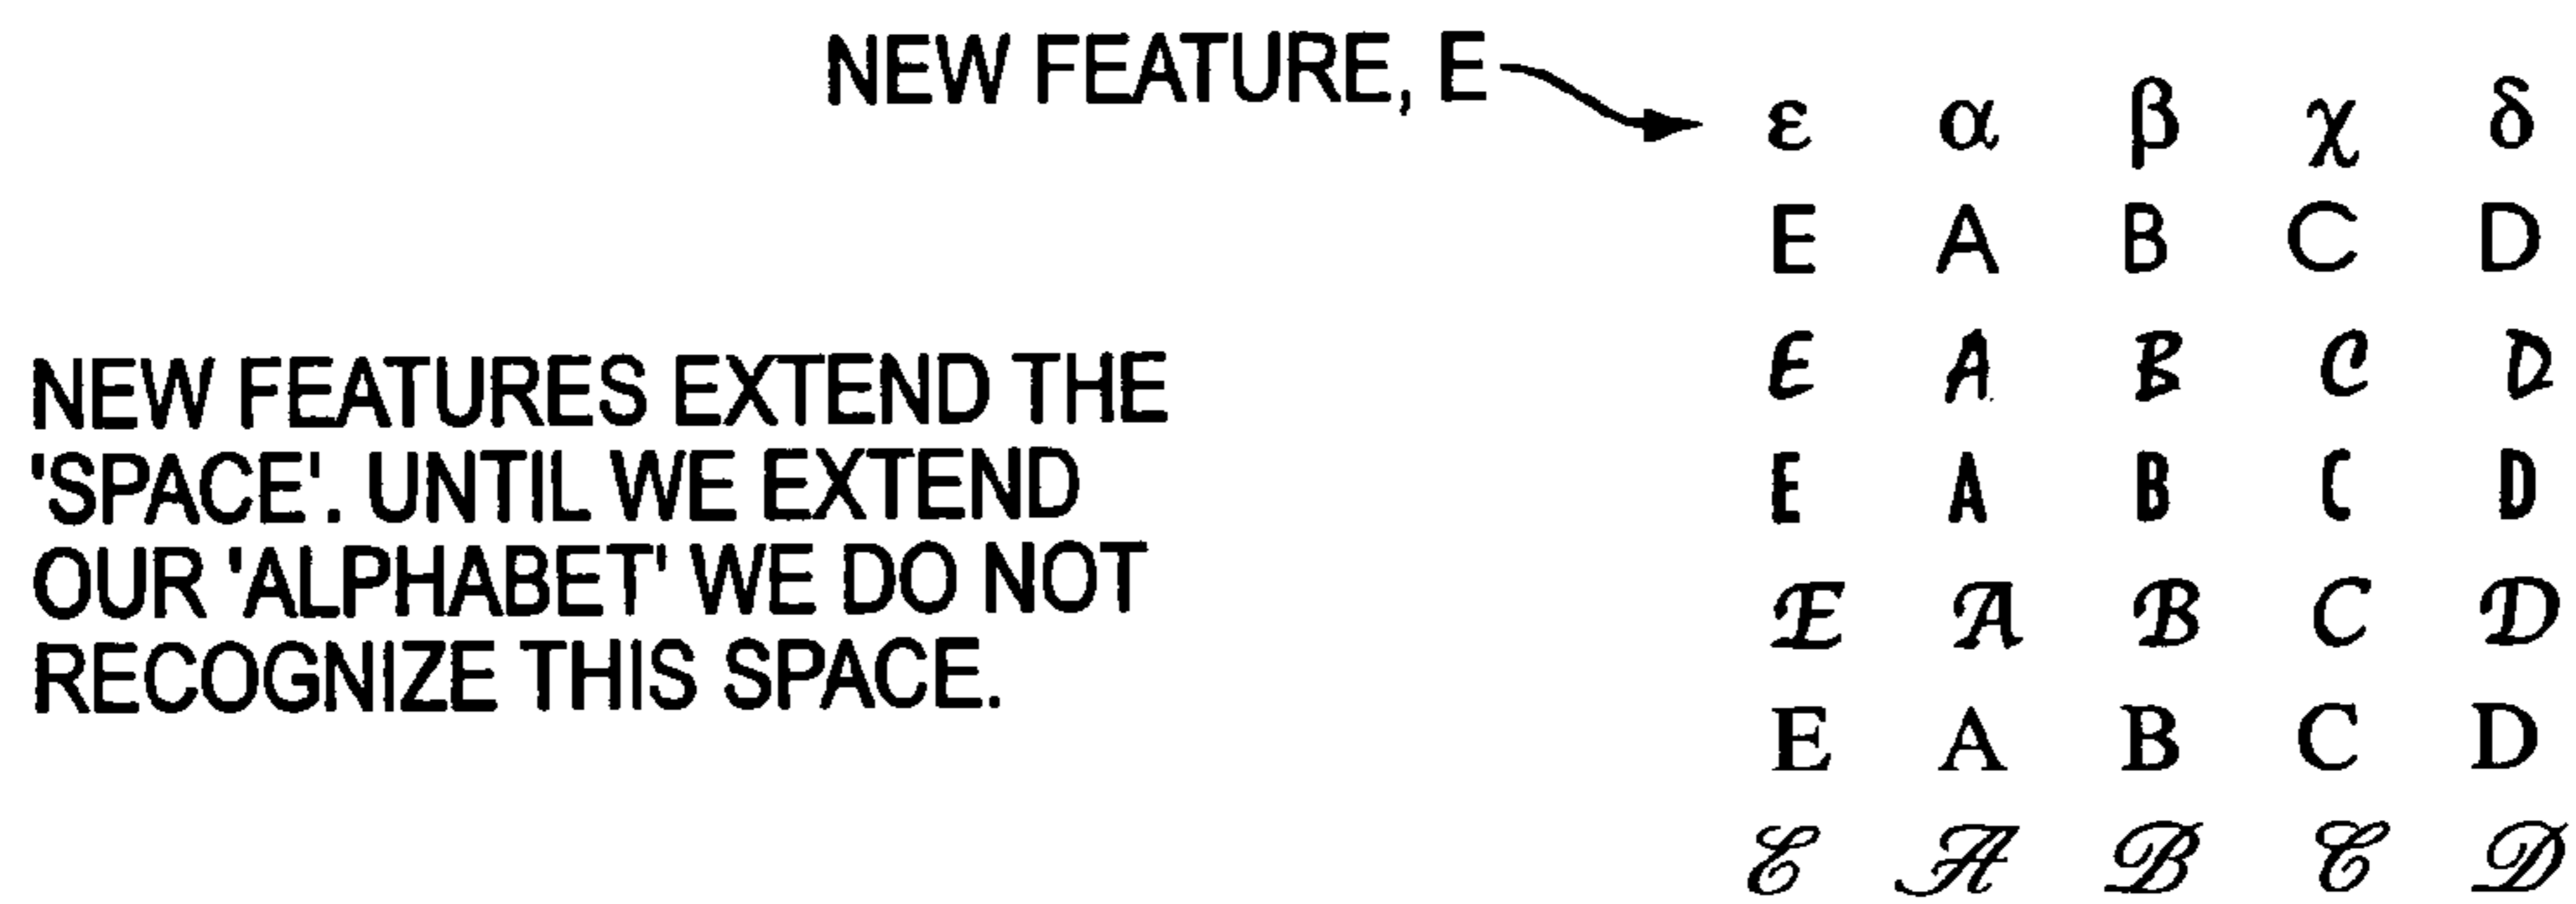 NEW FEATURE, E
ε α β χ δ
E A B C D
E A B C D
NEW FEATURES EXTEND THE
'SPACE'. UNTIL WE EXTEND
OUR 'ALPHABET' WE DO NOT
RECOGNIZE THIS SPACE.
E A B C D
E A B C D
E A B C D
E A B C D